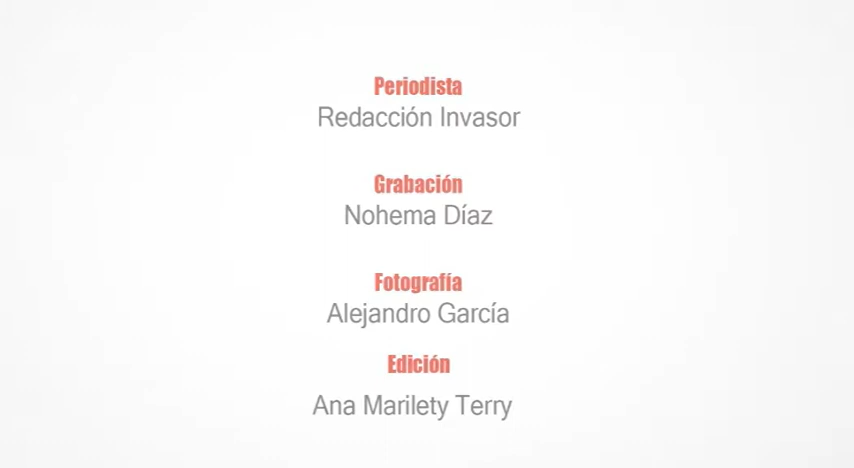 Periodista
Redacción Invasor
Grabación
Nohema Díaz
Fotografía
Alejandro García
Edición
Ana Marilety Terry